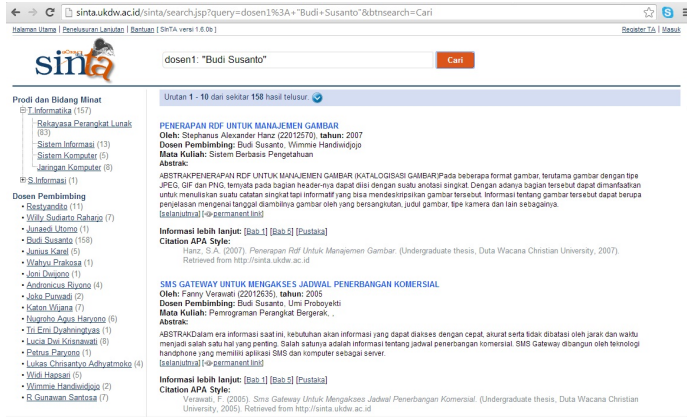 sinta.ukdw.ac.id/sinta/search.jsp?query=dosen1%3A+"Budi+Susanto"&btnsearch=Cari
Halaman Utama | Penelusuran Lanjutan | Bantuan [ SInTA versi 1.6.0b ]
Register TA | Masuk
sinta
dosen1: "Budi Susanto"
Cari
Prodi dan Bidang Minat
T.Informatika (157)
Rekayasa Perangkat Lunak
(83)
Sistem Informasi (13)
Sistem Komputer (5)
Jaringan Komputer (8)
S.Informasi (1)
Dosen Pembimbing
Restyandito (11)
Willy Sudiarto Raharjo (7)
Junaedi Utomo (1)
Budi Susanto (158)
Junius Karel (5)
Wahyu Prakosa (1)
Joni Dwijono (1)
Andronicus Riyono (4)
Joko Purwadi (2)
Katon Wijana (7)
Nugroho Agus Haryono (6)
Tri Erni Dyahningtyas (1)
Lucia Dwi Krisnawati (8)
Petrus Paryono (1)
Lukas Chrisantyo Adhyatmoko (4)
Widi Hapsari (5)
Wimmie Handiwidjojo (2)
R Gunawan Santosa (7)
Urutan 1 - 10 dari sekitar 158 hasil telusur.
PENERAPAN RDF UNTUK MANAJEMEN GAMBAR
Oleh: Stephanus Alexander Hanz (22012570), tahun: 2007
Dosen Pembimbing: Budi Susanto, Wimmie Handiwidjojo
Mata Kuliah: Sistem Berbasis Pengetahuan
Abstrak:
ABSTRAKPENERAPAN RDF UNTUK MANAJEMEN GAMBAR (KATALOGISASI GAMBAR)Pada beberapa format gambar, terutama gambar dengan tipe
JPEG, GIF dan PNG, ternyata pada bagian header-nya dapat diisi dengan suatu anotasi singkat. Dengan adanya bagian tersebut dapat dimanfaatkan
untuk menuliskan suatu catatan singkat tapi informatif yang bisa mendeskripsikan gambar tersebut. Informasi tentang gambar tersebut dapat berupa
penjelasan mengenai tanggal diambilnya gambar oleh yang bersangkutan, judul gambar, tipe kamera dan lain sebagainya.
[selanjutnya] [permanent link]
Informasi lebih lanjut: [Bab 1] [Bab 5] [Pustaka]
Citation APA Style:
Hanz, S.A. (2007). Penerapan Rdf Untuk Manajemen Gambar. (Undergraduate thesis, Duta Wacana Christian University, 2007).
Retrieved from http://sinta.ukdw.ac.id
SMS GATEWAY UNTUK MENGAKSES JADWAL PENERBANGAN KOMERSIAL
Oleh: Fanny Verawati (22012635), tahun: 2005
Dosen Pembimbing: Budi Susanto, Umi Proboyekti
Mata Kuliah: Pemrograman Perangkat Bergerak, ,
Abstrak:
ABSTRAKDalam era informasi saat ini, kebutuhan akan informasi yang dapat diakses dengan cepat, akurat serta tidak dibatasi oleh jarak dan waktu
menjadi salah satu hal yang penting. Salah satunya adalah informasi tentang jadwal penerbangan komersial. SMS Gateway dibangun oleh teknologi
handphone yang memiliki aplikasi SMS dan komputer sebagai server.
[selanjutnya] [permanent link]
Informasi lebih lanjut: [Bab 1] [Bab 5] [Pustaka]
Citation APA Style:
Verawati, F. (2005). Sms Gateway Untuk Mengakses Jadwal Penerbangan Komersial. (Undergraduate thesis, Duta Wacana Christian
University, 2005). Retrieved from http://sinta.ukdw.ac.id